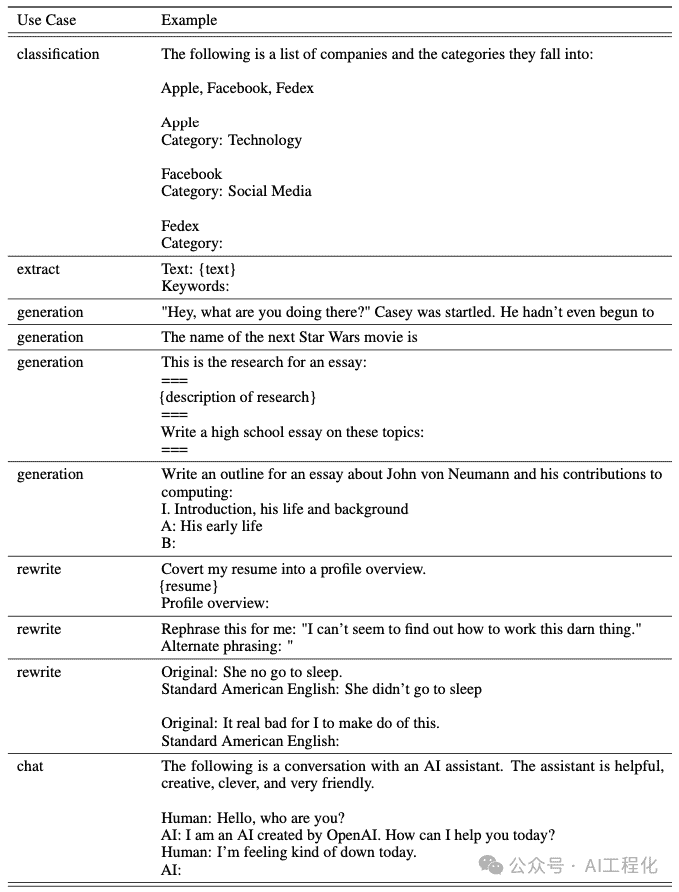 Use Case Example
classification The following is a list of companies and the categories they fall into:
Apple, Facebook, Fedex
Apple
Category: Technology
Facebook
Category: Social Media
Fedex
Category:
extract Text: {text}
Keywords:
generation "Hey, what are you doing there?" Casey was startled. He hadn't even begun to
generation The name of the next Star Wars movie is
generation This is the research for an essay:
===
{description of research}
===
Write a high school essay on these topics:
===
generation Write an outline for an essay about John von Neumann and his contributions to
computing:
I. Introduction, his life and background
A: His early life
B:
rewrite Covert my resume into a profile overview.
{resume}
Profile overview:
rewrite Rephrase this for me: "I can't seem to find out how to work this darn thing."
Alternate phrasing: "
rewrite Original: She no go to sleep.
Standard American English: She didn't go to sleep
Original: It real bad for I to make do of this.
Standard American English:
chat The following is a conversation with an AI assistant. The assistant is helpful,
creative, clever, and very friendly.
Human: Hello, who are you?
AI: I am an AI created by OpenAI. How can I help you today?
Human: I'm feeling kind of down today.
AI:
公众号 · AI工程化